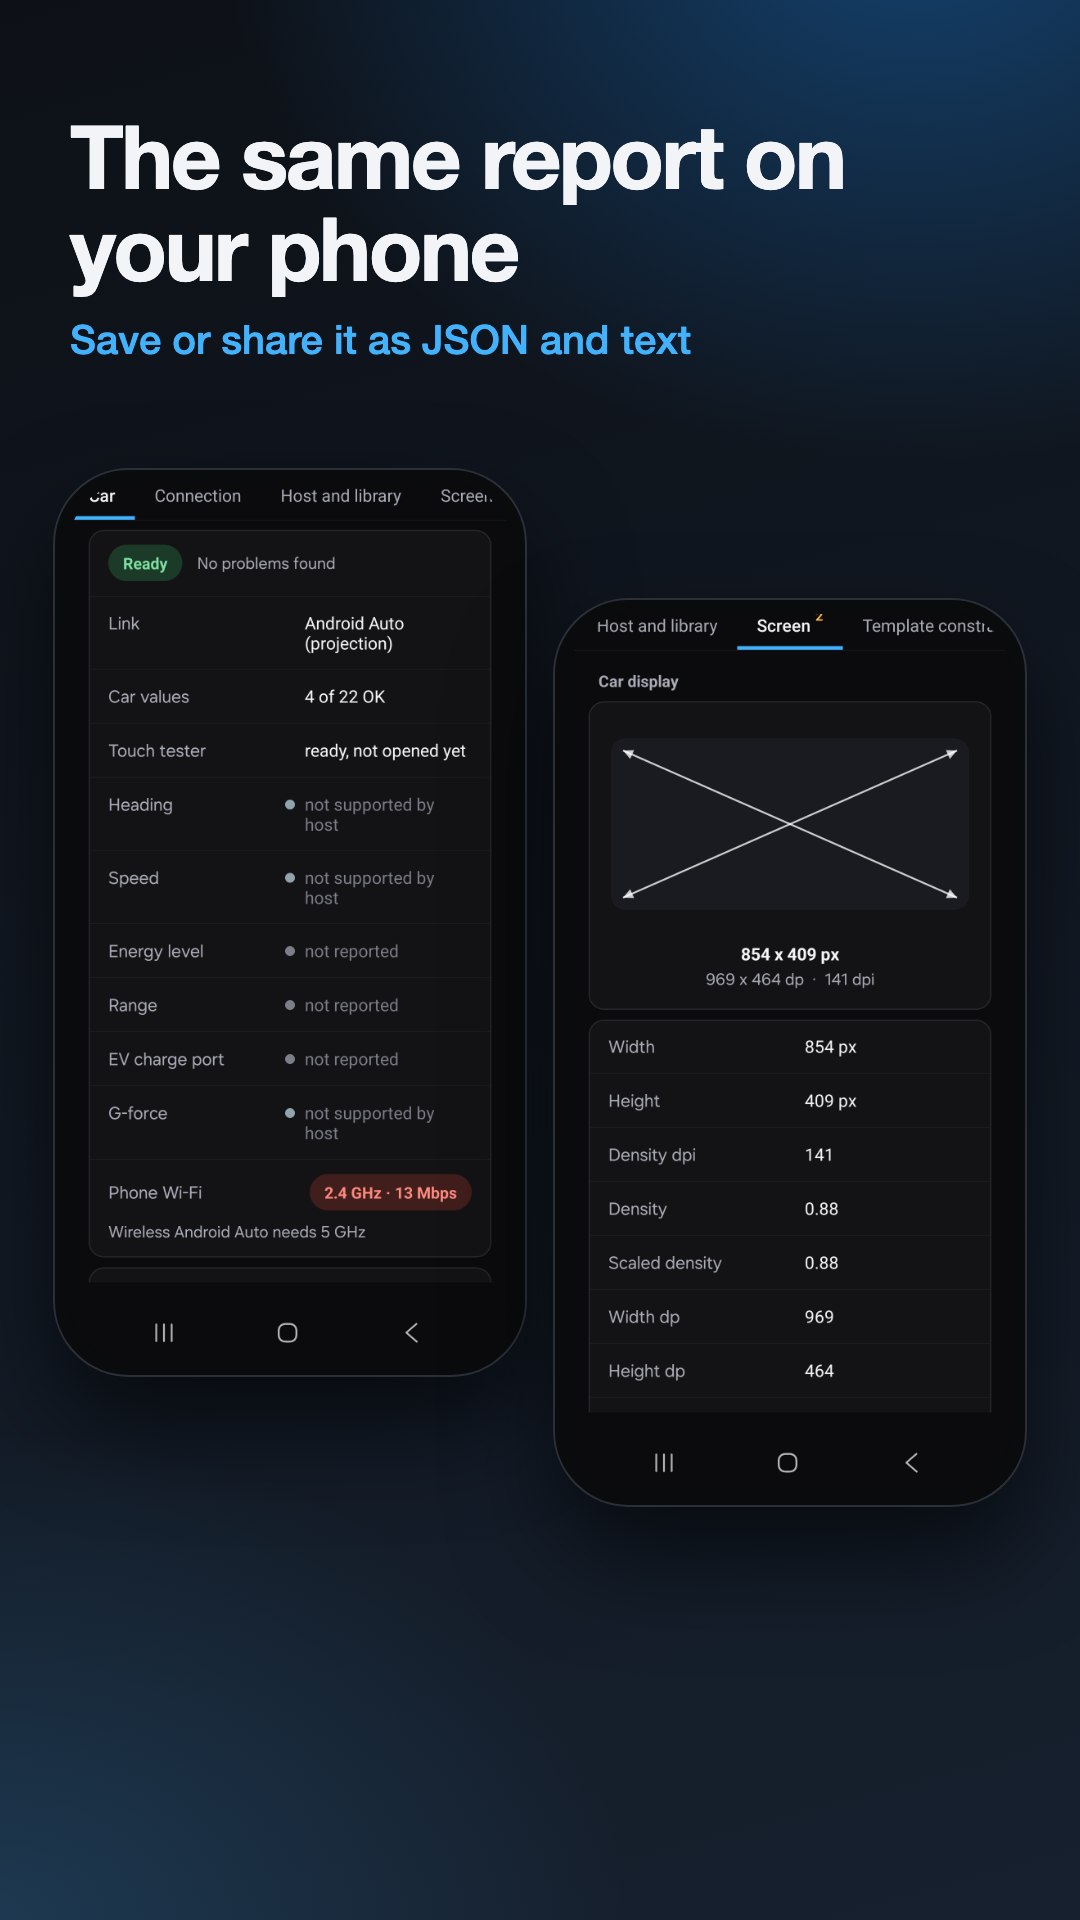 The same report on
your phone
Save or share it as JSON and text
Car Connection Host and library Screen
Ready No problems found
Link Android Auto
(projection)
Car values 4 of 22 OK
Touch tester ready, not opened yet
Heading not supported by
host
Speed not supported by
host
Energy level not reported
Range not reported
EV charge port not reported
G-force not supported by
host
Phone Wi-Fi 2.4 GHz · 13 Mbps
Wireless Android Auto needs 5 GHz
Host and library Screen 2 Template constr
Car display
854 x 409 px
969 x 464 dp · 141 dpi
Width 854 px
Height 409 px
Density dpi 141
Density 0.88
Scaled density 0.88
Width dp 969
Height dp 464